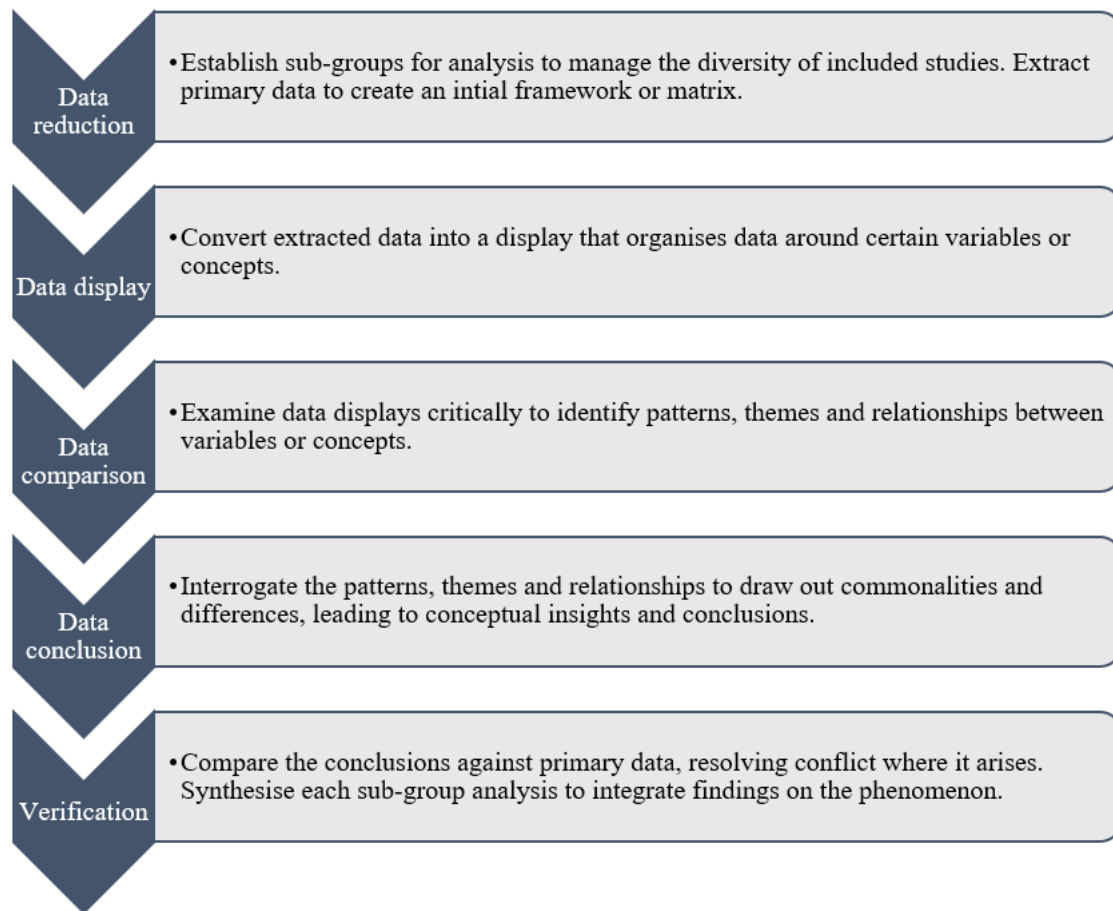 Data
reduction
•Establish sub-groups for analysis to manage the diversity of included studies. Extract
primary data to create an intial framework or matrix.
Data display
•Convert extracted data into a display that organises data around certain variables or
concepts.
Data
comparison
•Examine data displays critically to identify patterns, themes and relationships between
variables or concepts.
Data
conclusion
•Interrogate the patterns, themes and relationships to draw out commonalities and
differences, leading to conceptual insights and conclusions.
Verification
•Compare the conclusions against primary data, resolving conflict where it arises.
Synthesise each sub-group analysis to integrate findings on the phenomenon.